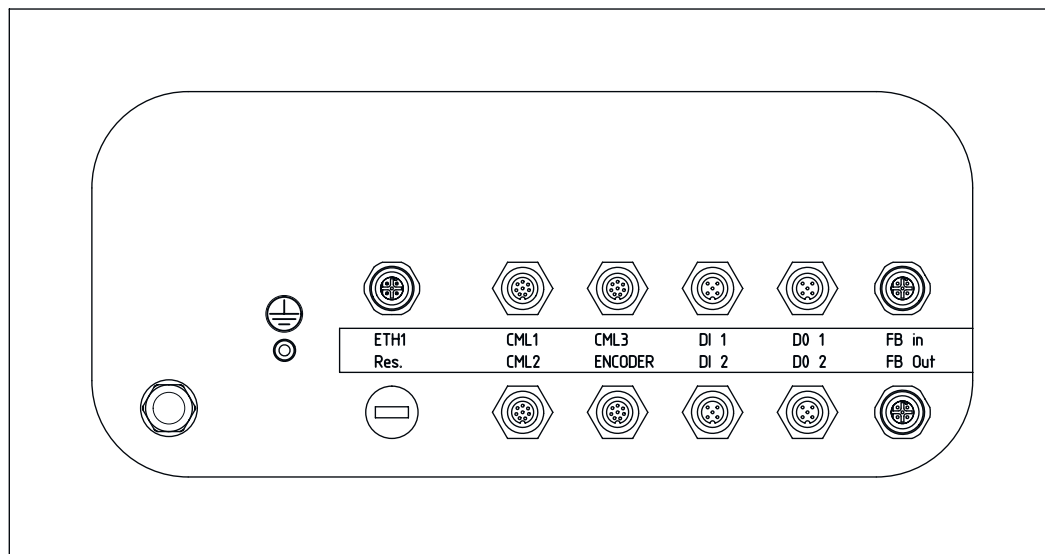 ETH1 CML1 CML3 DI 1 DO 1 FB in
Res. CML2 ENCODER DI 2 DO 2 FB Out